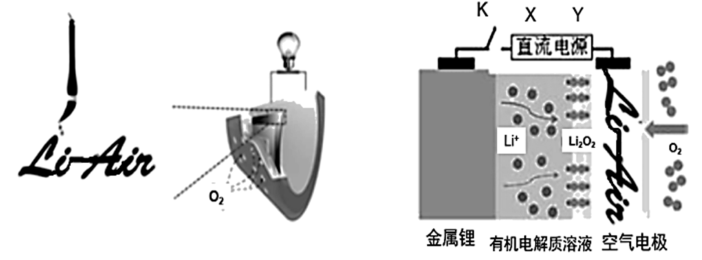 Li-Air
O₂
K X Y
直流电源
Li⁺
Li₂O₂
Li-Air
O₂
金属锂 有机电解质溶液 空气电极